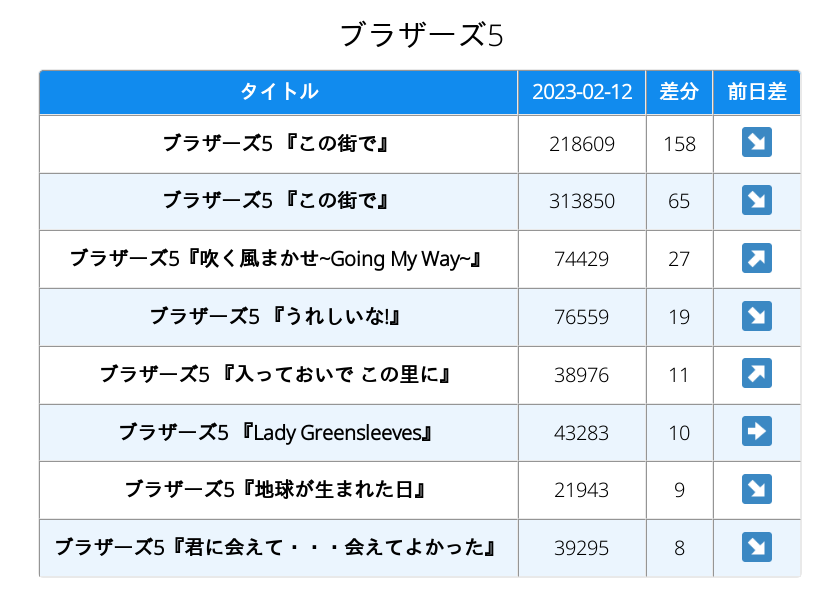 ブラザーズ5
タイトル 2023-02-12 差分 前日差
ブラザーズ5 『この街で』 218609 158
ブラザーズ5 『この街で』 313850 65
ブラザーズ5『吹く風まかせ~Going My Way~』 74429 27
ブラザーズ5 『うれしいな!』 76559 19
ブラザーズ5 『入っておいで この里に』 38976 11
ブラザーズ5 『Lady Greensleeves』 43283 10
ブラザーズ5『地球が生まれた日』 21943 9
ブラザーズ5『君に会えて・・・会えてよかった』 39295 8